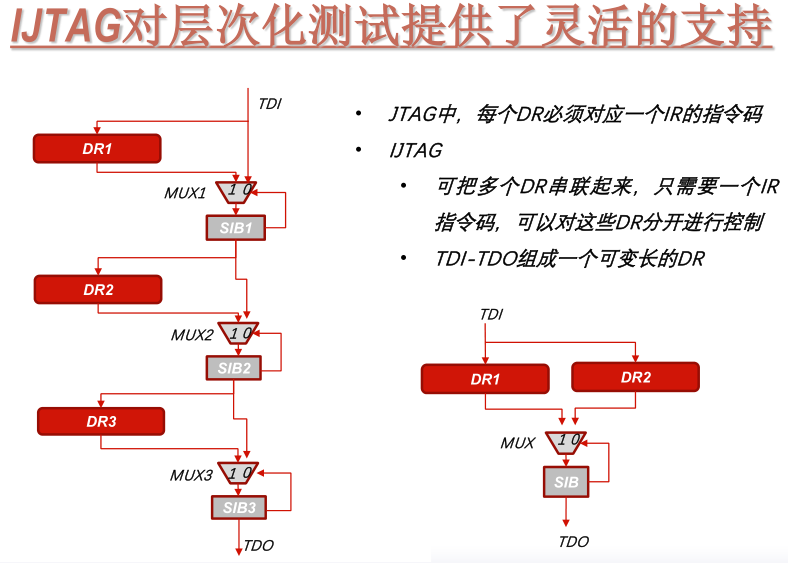 IJTAG对层次化测试提供了灵活的支持
TDI
DR1
MUX1
1 0
SIB1
DR2
MUX2
1 0
SIB2
DR3
MUX3
1 0
SIB3
TDO
• JTAG中，每个DR必须对应一个IR的指令码
• IJTAG
• 可把多个DR串联起来，只需要一个IR
指令码，可以对这些DR分开进行控制
• TDI-TDO组成一个可变长的DR
TDI
DR1
DR2
MUX
1 0
SIB
TDO